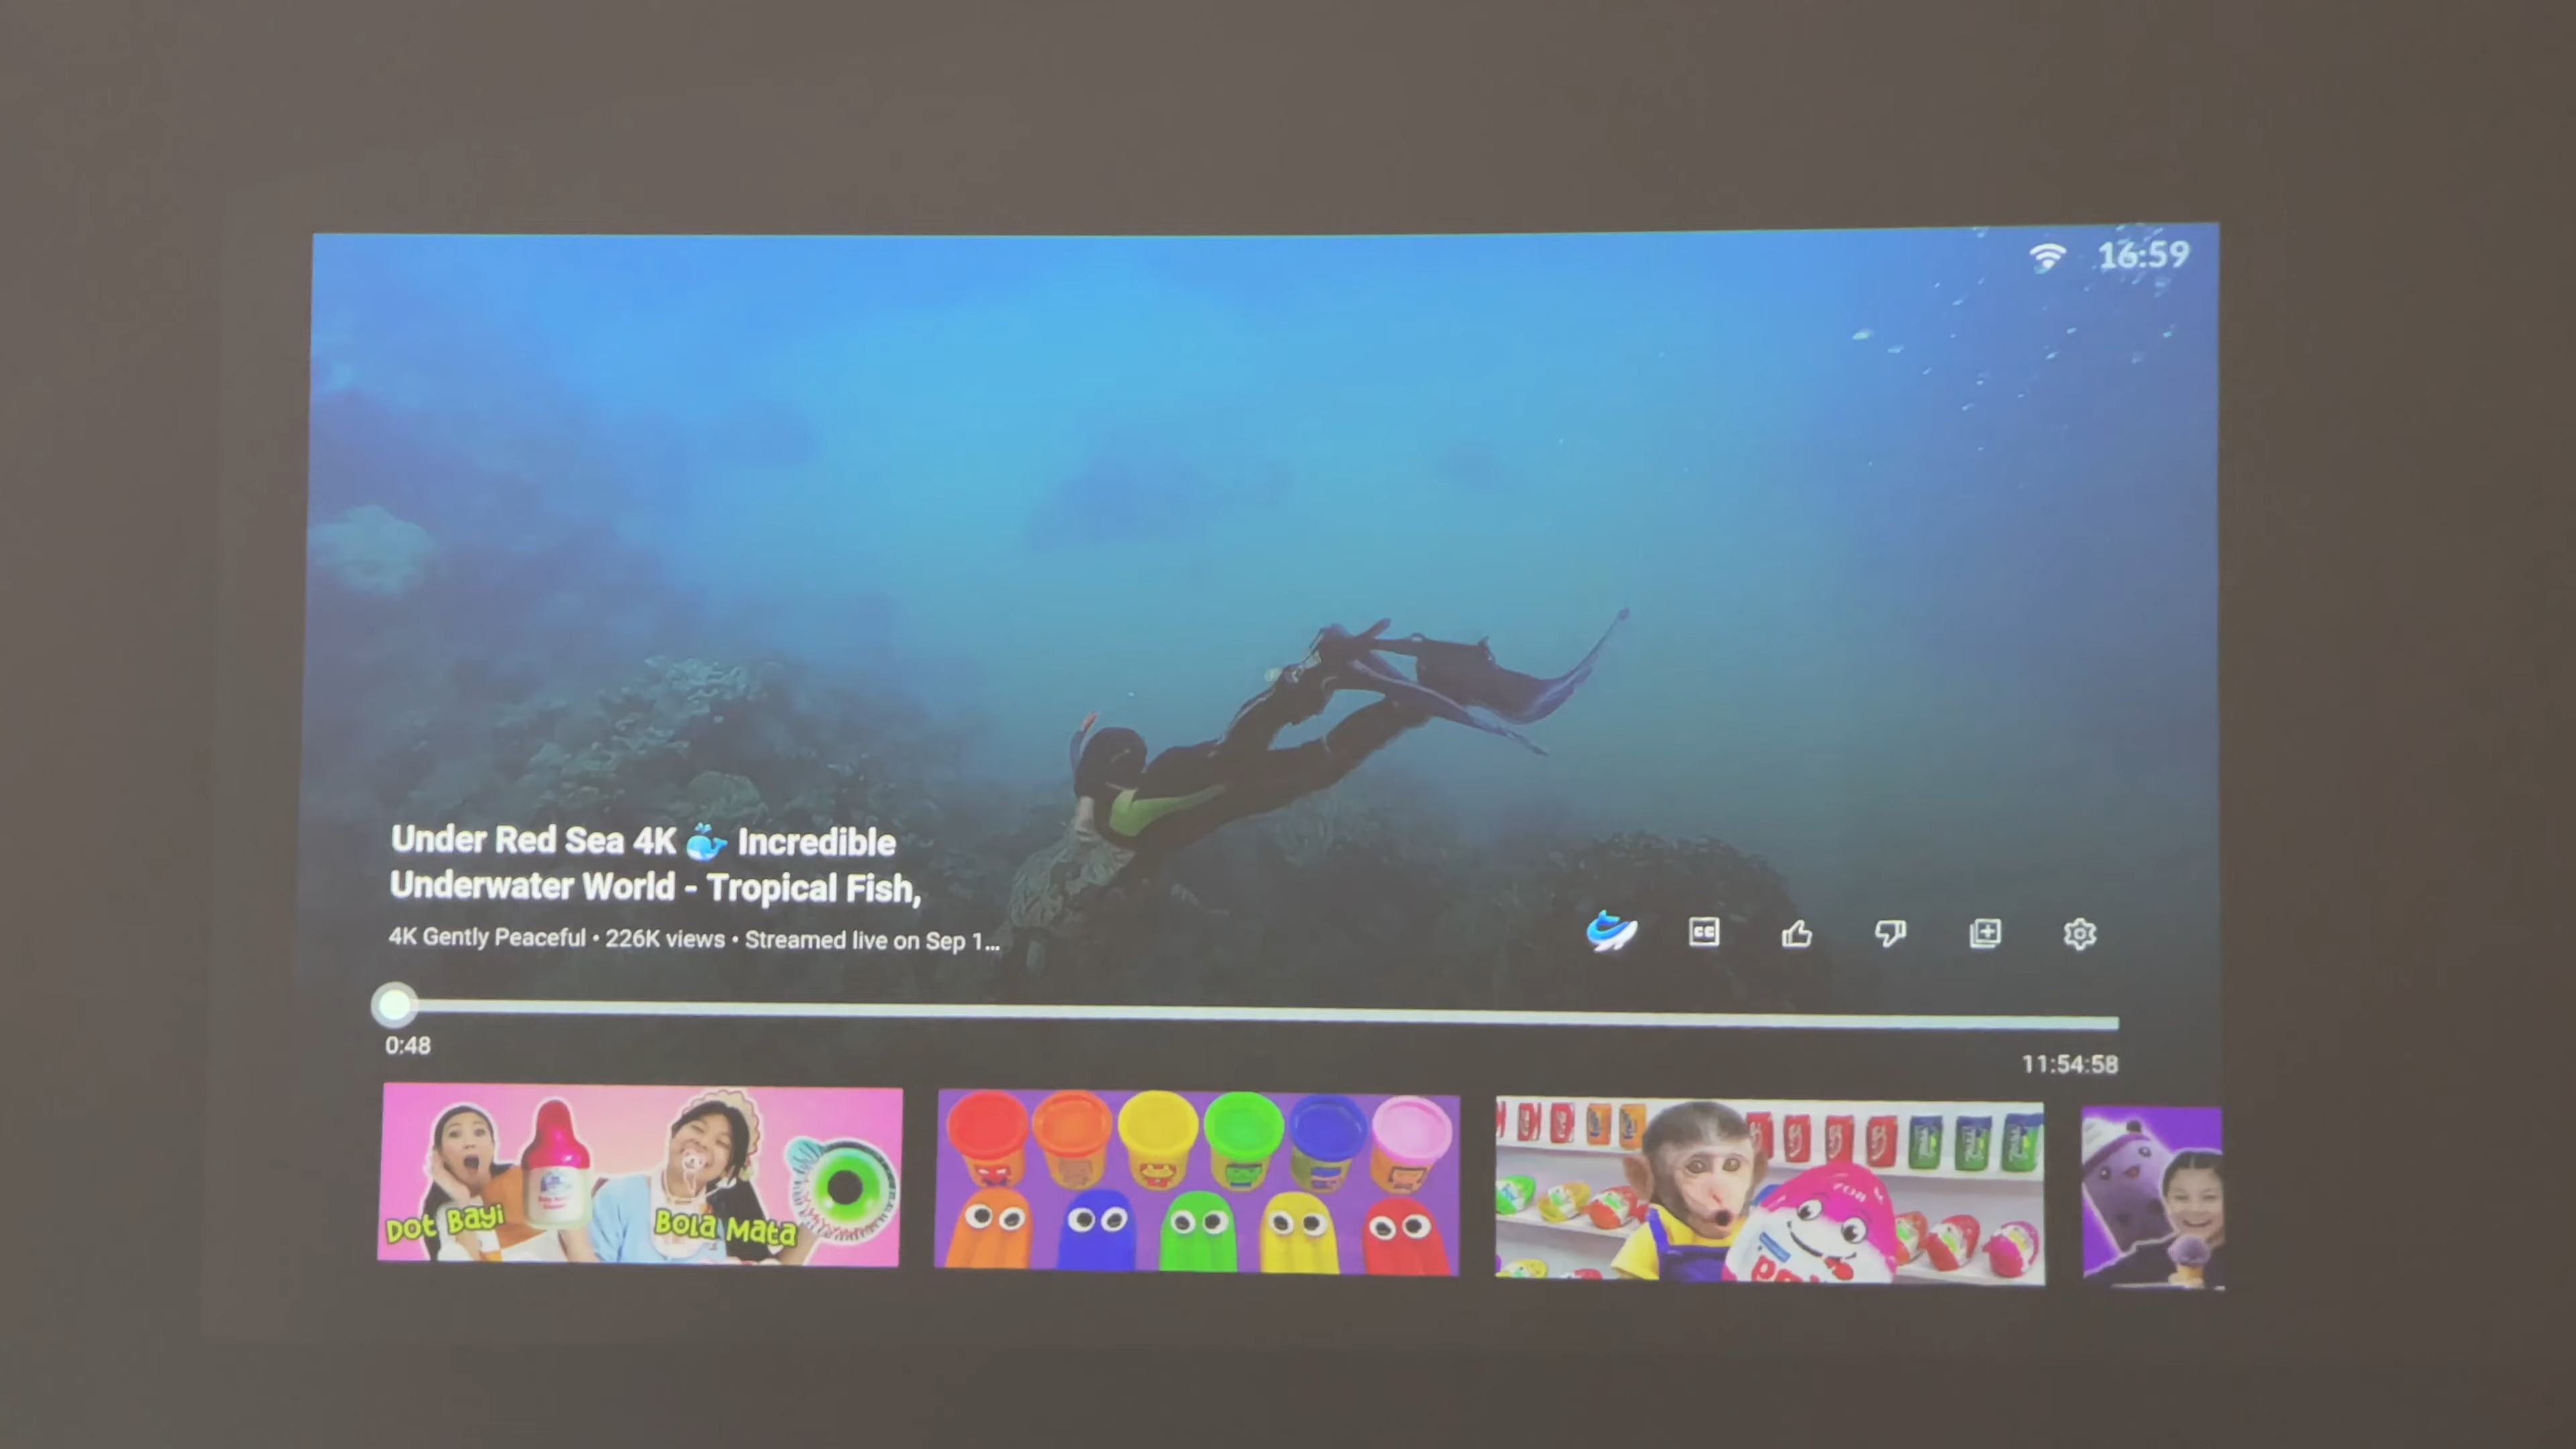 16:59
Under Red Sea 4K 🐳 Incredible
Underwater World - Tropical Fish,
4K Gently Peaceful • 226K views • Streamed live on Sep 1...
CC
0:48
11:54:58
Dot Bayi
Bola Mata